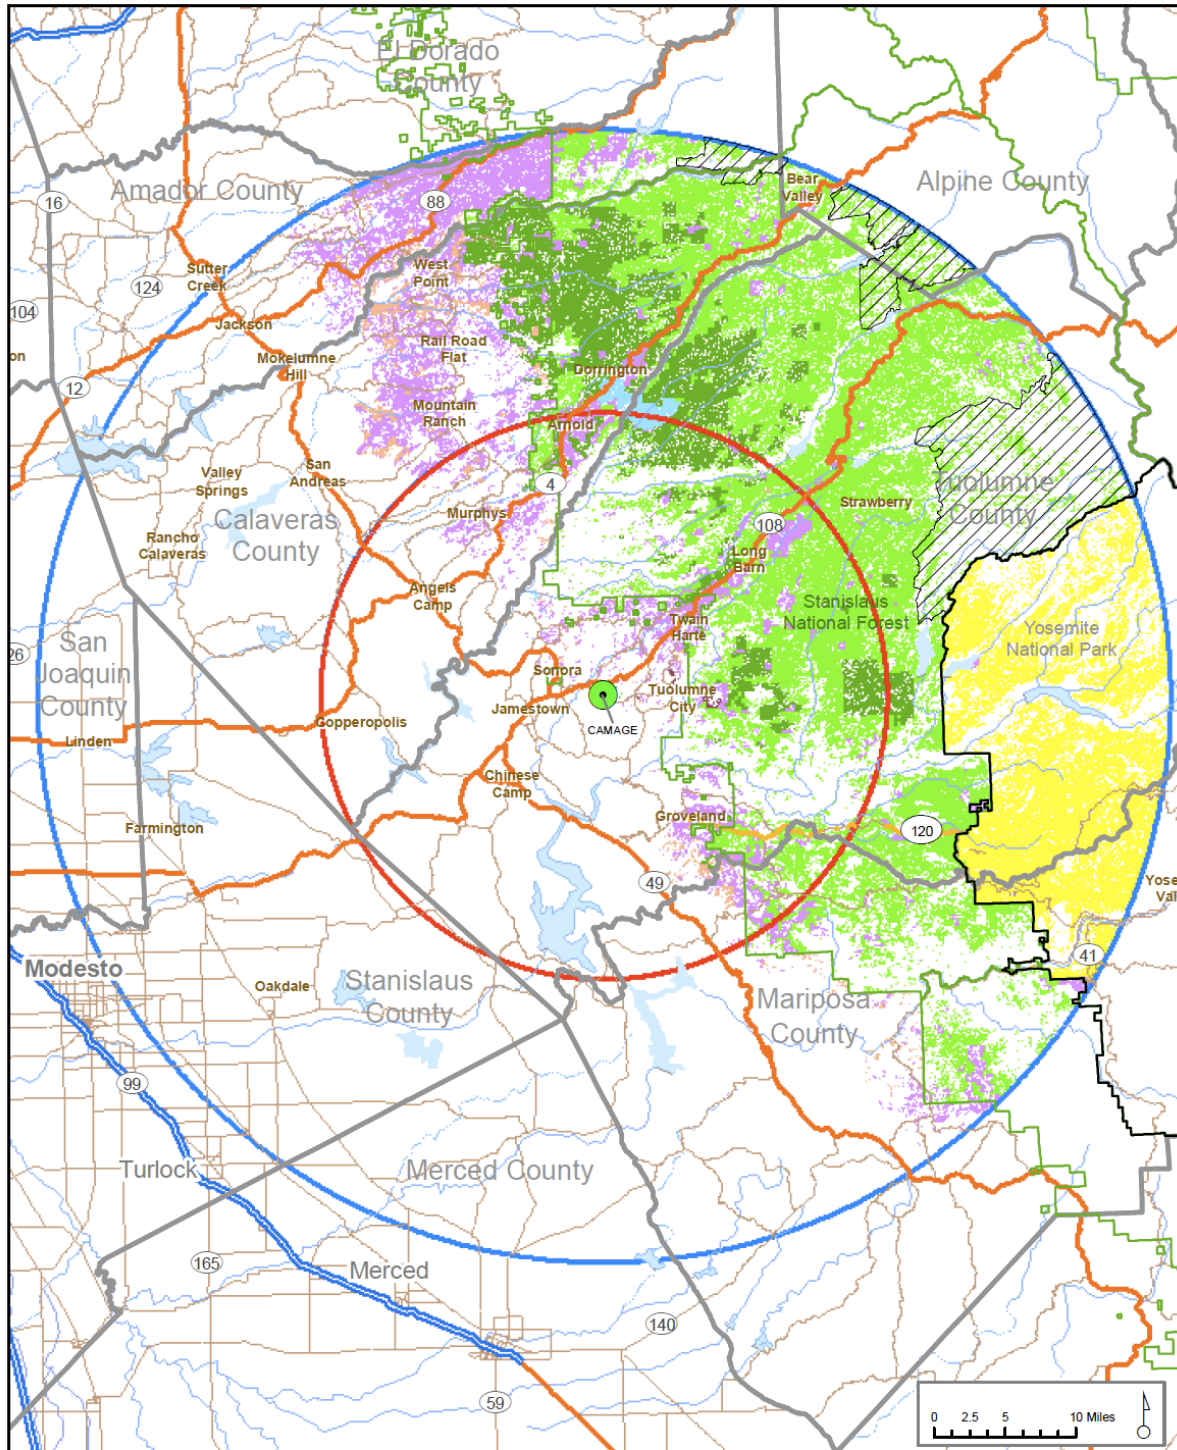 El Dorado
County
Amador County
Alpine County
Bear
Valley
16
88
124
104
12
26
Sutter
Creek
Jackson
on
West
Point
Rail Road
Flat
Mokelumne
Hill
Dorrington
Mountain
Ranch
Arnold
Valley
Springs
San
Andreas
4
Strawberry
Tuolumne
County
Calaveras
County
Murphys
108
Rancho
Calaveras
Long
Barn
Angels
Camp
Stanislaus
National Forest
Yosemite
National Park
Twain
Harte
San
Joaquin
County
Sonora
Tuolumne
City
Jamestown
CAMAGE
Copperopolis
Linden
Chinese
Camp
Groveland
120
Farmington
49
Yose
Val
41
Modesto
Oakdale
Stanislaus
County
Mariposa
County
99
Turlock
Merced County
165
Merced
140
59
0 2.5 5 10 Miles